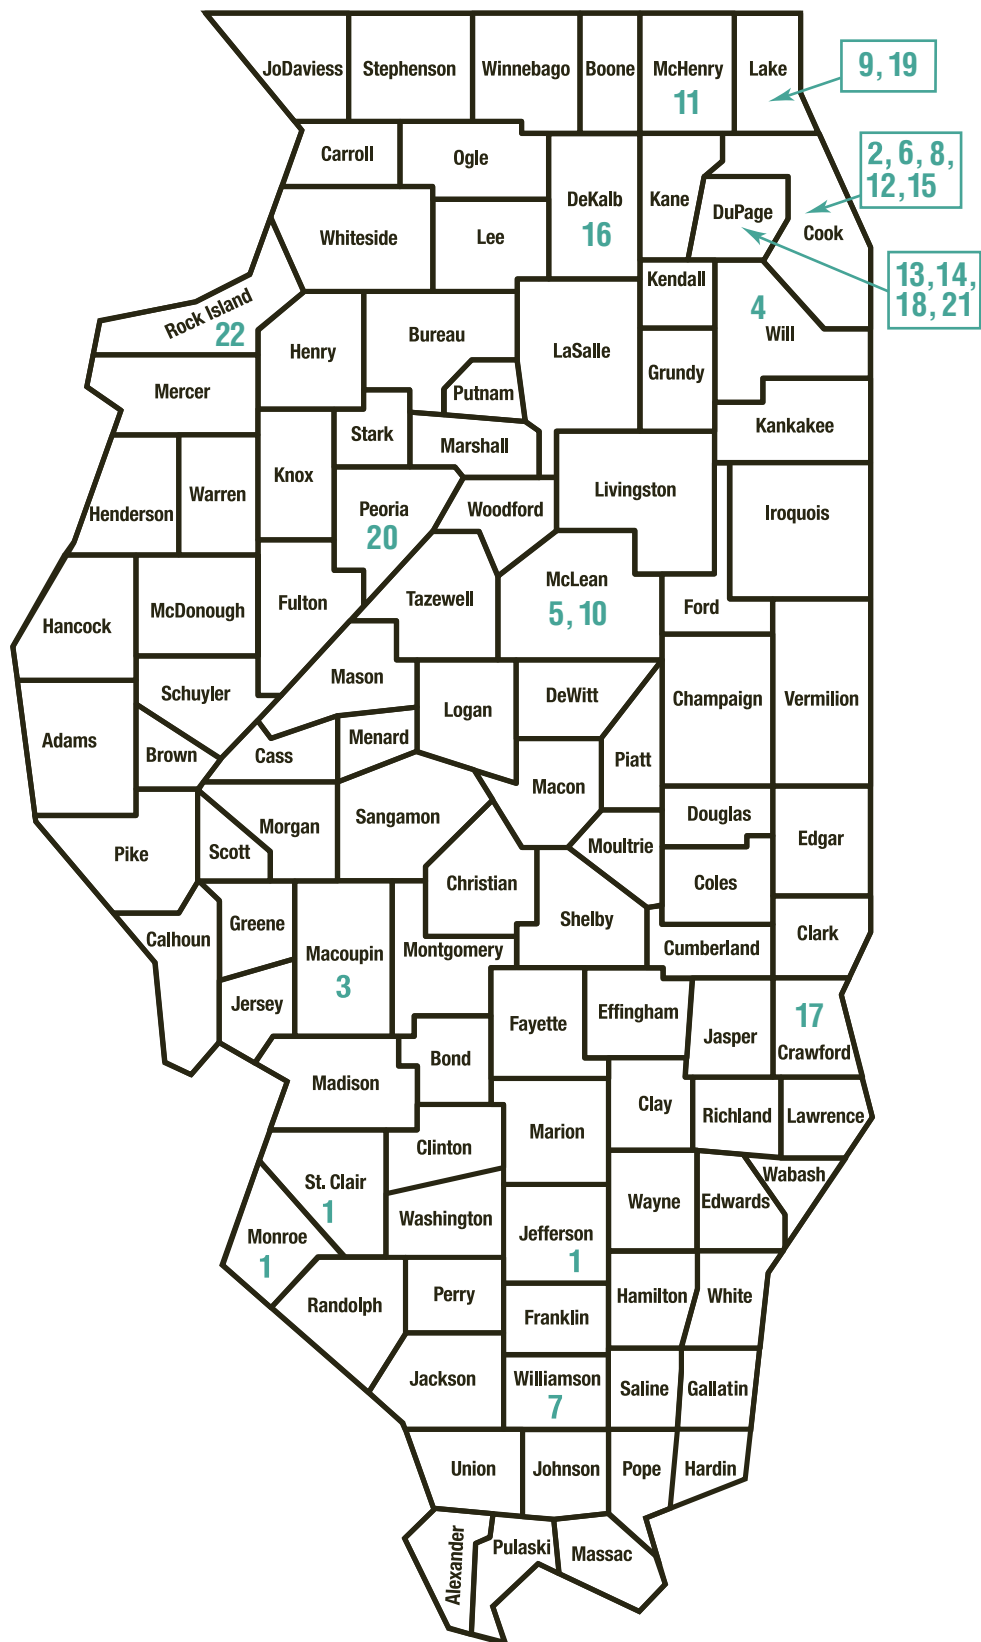 JoDaviess
Stephenson
Winnebago
Boone
McHenry
11
Lake
9, 19
Carroll
Ogle
DeKalb
16
Kane
DuPage
2, 6, 8,
12, 15
Cook
Whiteside
Lee
Kendall
13, 14,
18, 21
Rock Island
22
Henry
Bureau
LaSalle
4
Will
Grundy
Mercer
Putnam
Kankakee
Stark
Marshall
Knox
Henderson
Warren
Peoria
20
Woodford
Livingston
Iroquois
McLean
5, 10
Hancock
McDonough
Fulton
Tazewell
Ford
Mason
Schuyler
Logan
DeWitt
Champaign
Vermilion
Adams
Brown
Cass
Menard
Piatt
Macon
Morgan
Sangamon
Douglas
Pike
Scott
Moultrie
Edgar
Christian
Coles
Greene
Shelby
Calhoun
Macoupin
3
Montgomery
Cumberland
Clark
Jersey
Fayette
Effingham
Jasper
17
Crawford
Bond
Madison
Clay
Richland
Lawrence
Marion
Clinton
St. Clair
1
Wabash
Wayne
Edwards
Washington
Monroe
1
Jefferson
1
Perry
Randolph
Hamilton
White
Franklin
Jackson
Williamson
7
Saline
Gallatin
Union
Johnson
Pope
Hardin
Alexander
Pulaski
Massac